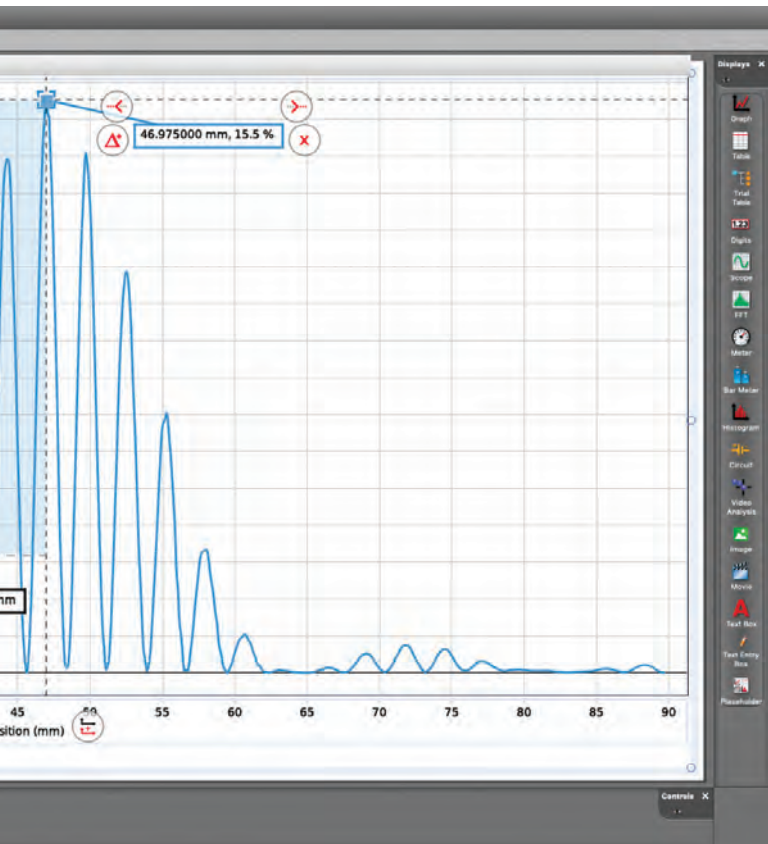 Displays X
Graph
Table
Trial
Table
1.23
Digits
Scope
FFT
Meter
Bar Meter
Histogram
Circuit
Video
Analysis
Image
Movie
A
Text Box
Text Entry
Box
Placeholder
46.975000 mm, 15.5 %
Δ
x
mm
45 50 55 60 65 70 75 80 85 90
sition (mm)
Controls X